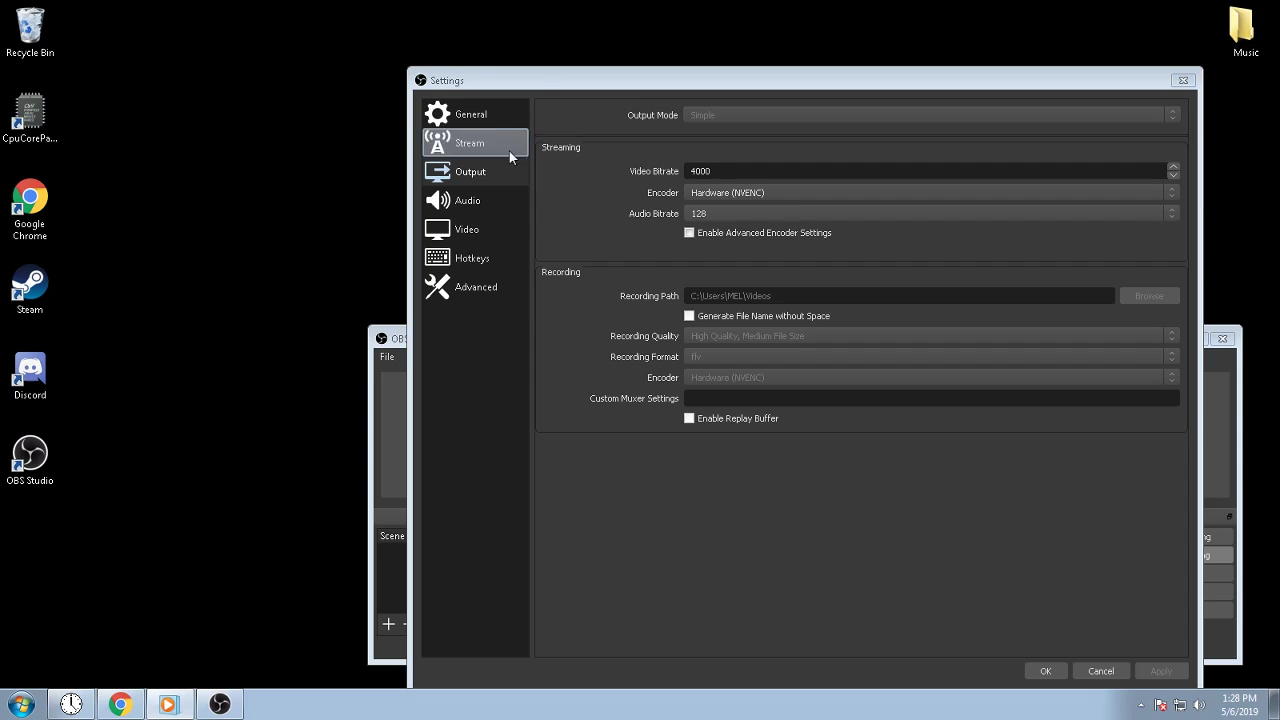 Recycle Bin
CpuCorePa...
Google
Chrome
Steam
Discord
OBS Studio
Music
Settings
General
Stream
Output
Audio
Video
Hotkeys
Advanced
Output Mode Simple
Streaming
Video Bitrate 4000
Encoder Hardware (NVENC)
Audio Bitrate 128
Enable Advanced Encoder Settings
Recording
Recording Path C:\Users\MEL\Videos Browse
Generate File Name without Space
Recording Quality High Quality, Medium File Size
Recording Format flv
Encoder Hardware (NVENC)
Custom Muxer Settings
Enable Replay Buffer
OK Cancel Apply
OBS
File
Scene
ng
1:28 PM
5/6/2019